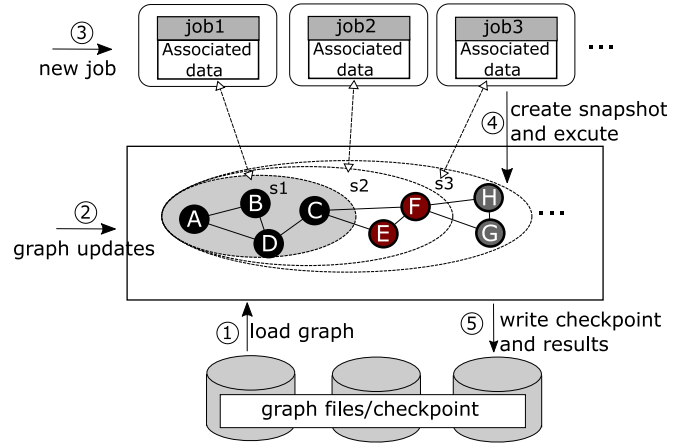 ③
new job
job1
Associated
data
job2
Associated
data
job3
Associated
data
...
④
create snapshot
and excute
②
graph updates
s1
s2
s3
A
B
C
D
E
F
G
H
...
①
load graph
⑤
write checkpoint
and results
graph files/checkpoint